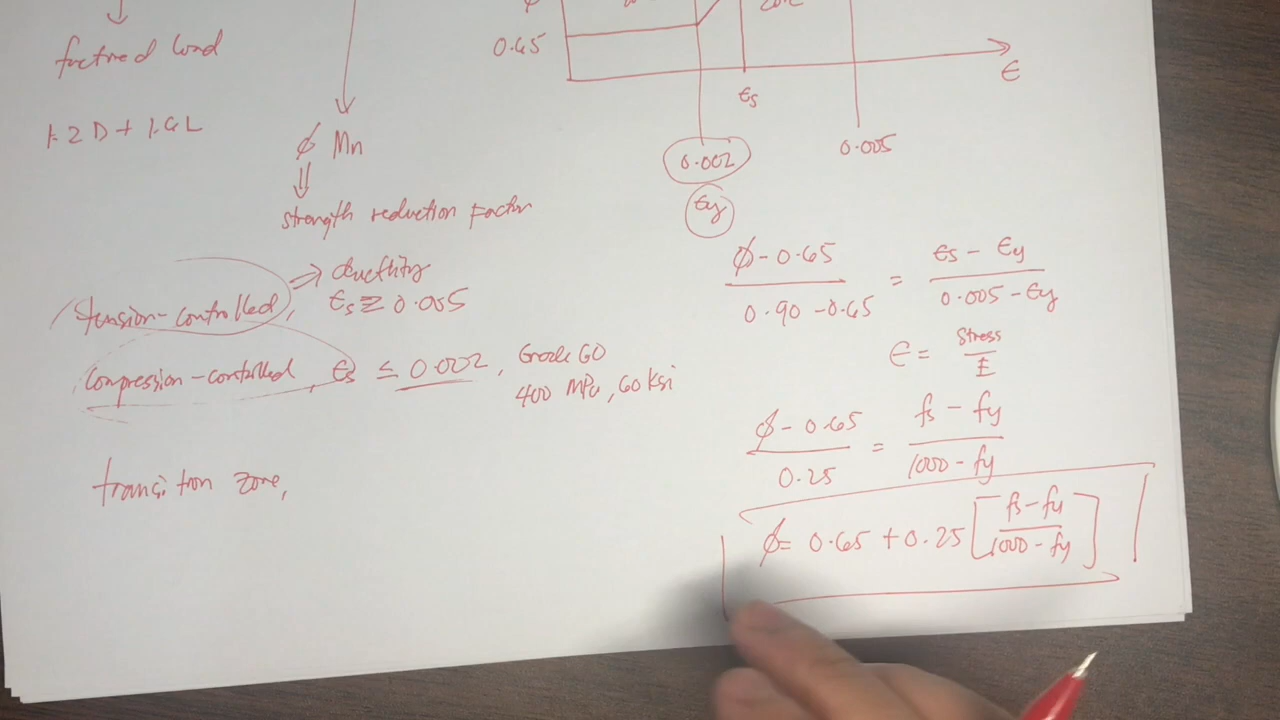 factored load
1.2 D + 1.6 L
ϕ Mn
strength reduction factor
tension-controlled, ductility
ϵs ≥ 0.005
compression-controlled, ϵs ≤ 0.002, Grade 60
400 MPa, 60 ksi
transition zone,
0.65
ϵs
ϵ
0.002
0.005
ϵy
ϕ - 0.65 / 0.90 - 0.65 = ϵs - ϵy / 0.005 - ϵy
ϵ = stress / E
ϕ - 0.65 / 0.25 = fs - fy / 1000 - fy
ϕ = 0.65 + 0.25 [fs - fy / 1000 - fy]